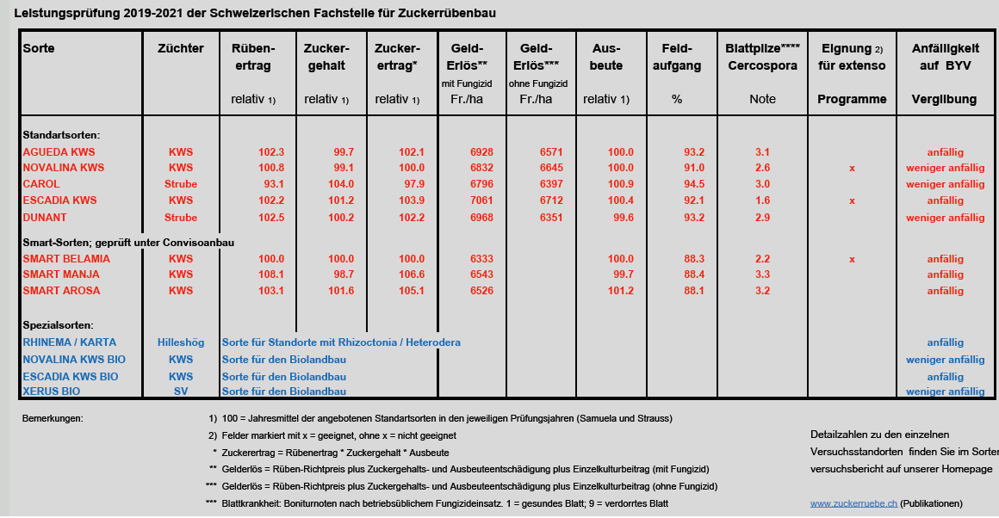 Leistungsprüfung 2019-2021 der Schweizerischen Fachstelle für Zuckerrübenbau
Sorte Züchter Rüben- Zucker- Zucker- Geld- Geld- Aus- Feld- Blattpilze**** Eignung 2) Anfälligkeit
ertrag gehalt ertrag* Erlös** Erlös*** beute aufgang Cercospora für extenso auf BYV
mit Fungizid ohne Fungizid
relativ 1) relativ 1) relativ 1) Fr./ha Fr./ha relativ 1) % Note Programme Vergilbung
Standartsorten:
AGUEDA KWS KWS 102.3 99.7 102.1 6928 6571 100.0 93.2 3.1 anfällig
NOVALINA KWS KWS 100.8 99.1 100.0 6832 6645 100.0 91.0 2.6 x weniger anfällig
CAROL Strube 93.1 104.0 97.9 6796 6397 100.9 94.5 3.0 weniger anfällig
ESCADIA KWS KWS 102.2 101.2 103.9 7061 6712 100.4 92.1 1.6 x anfällig
DUNANT Strube 102.5 100.2 102.2 6968 6351 99.6 93.2 2.9 weniger anfällig
Smart-Sorten; geprüft unter Convisoanbau
SMART BELAMIA KWS 100.0 100.0 100.0 6333 100.0 88.3 2.2 x anfällig
SMART MANJA KWS 108.1 98.7 106.6 6543 99.7 88.4 3.3 anfällig
SMART AROSA KWS 103.1 101.6 105.1 6526 101.2 88.1 3.2 anfällig
Spezialsorten:
RHINEMA / KARTA Hilleshög Sorte für Standorte mit Rhizoctonia / Heterodera anfällig
NOVALINA KWS BIO KWS Sorte für den Biolandbau weniger anfällig
ESCADIA KWS BIO KWS Sorte für den Biolandbau anfällig
XERUS BIO SV Sorte für den Biolandbau weniger anfällig
Bemerkungen: 1) 100 = Jahresmittel der angebotenen Standartsorten in den jeweiligen Prüfungsjahren (Samuela und Strauss)
2) Felder markiert mit x = geeignet, ohne x = nicht geeignet
* Zuckerertrag = Rübenertrag * Zuckergehalt * Ausbeute
** Gelderlös = Rüben-Richtpreis plus Zuckergehalts- und Ausbeuteentschädigung plus Einzelkulturbeitrag (mit Fungizid)
*** Gelderlös = Rüben-Richtpreis plus Zuckergehalts- und Ausbeuteentschädigung plus Einzelkulturbeitrag (ohne Fungizid)
*** Blattkrankheit: Boniturnoten nach betriebsüblichem Fungizideinsatz. 1 = gesundes Blatt; 9 = verdorrtes Blatt
Detailzahlen zu den einzelnen
Versuchsstandorten finden Sie im Sorten
versuchsbericht auf unserer Homepage
www.zuckerruebe.ch (Publikationen)